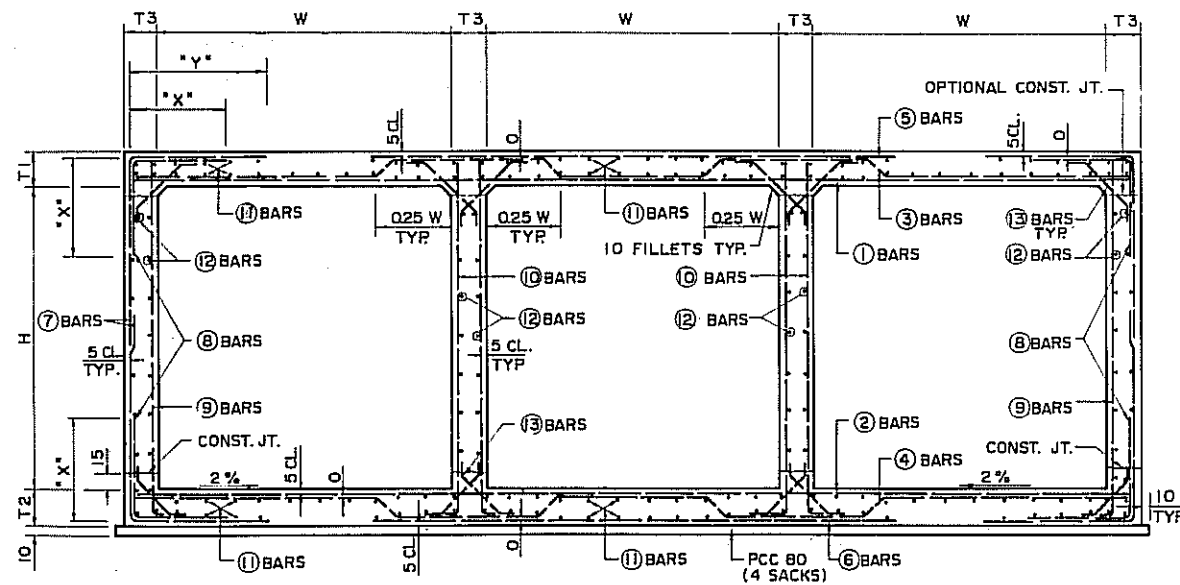 T3 W T3 W T3 W T3
"Y"
"X"
OPTIONAL CONST. JT.
5 BARS
5 CL.
0
5 CL.
0
T1
"X"
11 BARS
0.25 W
TYP.
0.25 W
TYP.
11 BARS
0.25 W
TYP.
3 BARS
13 BARS
TYP.
12 BARS
10 FILLETS TYP.
1 BARS
12 BARS
10 BARS
10 BARS
H
7 BARS
12 BARS
12 BARS
8 BARS
8 BARS
5 CL.
TYP.
5 CL.
TYP.
9 BARS
13 BARS
2 BARS
9 BARS
CONST. JT.
4 BARS
CONST. JT.
15
"X"
2 %
5 CL.
0
2 %
T2
10
TYP.
10
11 BARS
5 CL.
0
11 BARS
PCC 80
(4 SACKS)
6 BARS